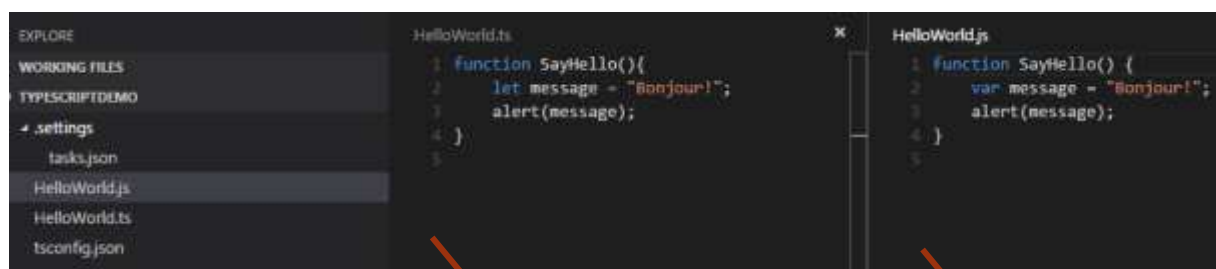 EXPLORE
WORKING FILES
TYPESCRIPTDEMO
.settings
tasks.json
HelloWorld.js
HelloWorld.ts
tsconfig.json
HelloWorld.ts
1 function SayHello(){
2 let message = "Bonjour!";
3 alert(message);
4 }
5
HelloWorld.js
1 function SayHello() {
2 var message = "Bonjour!";
3 alert(message);
4 }
5